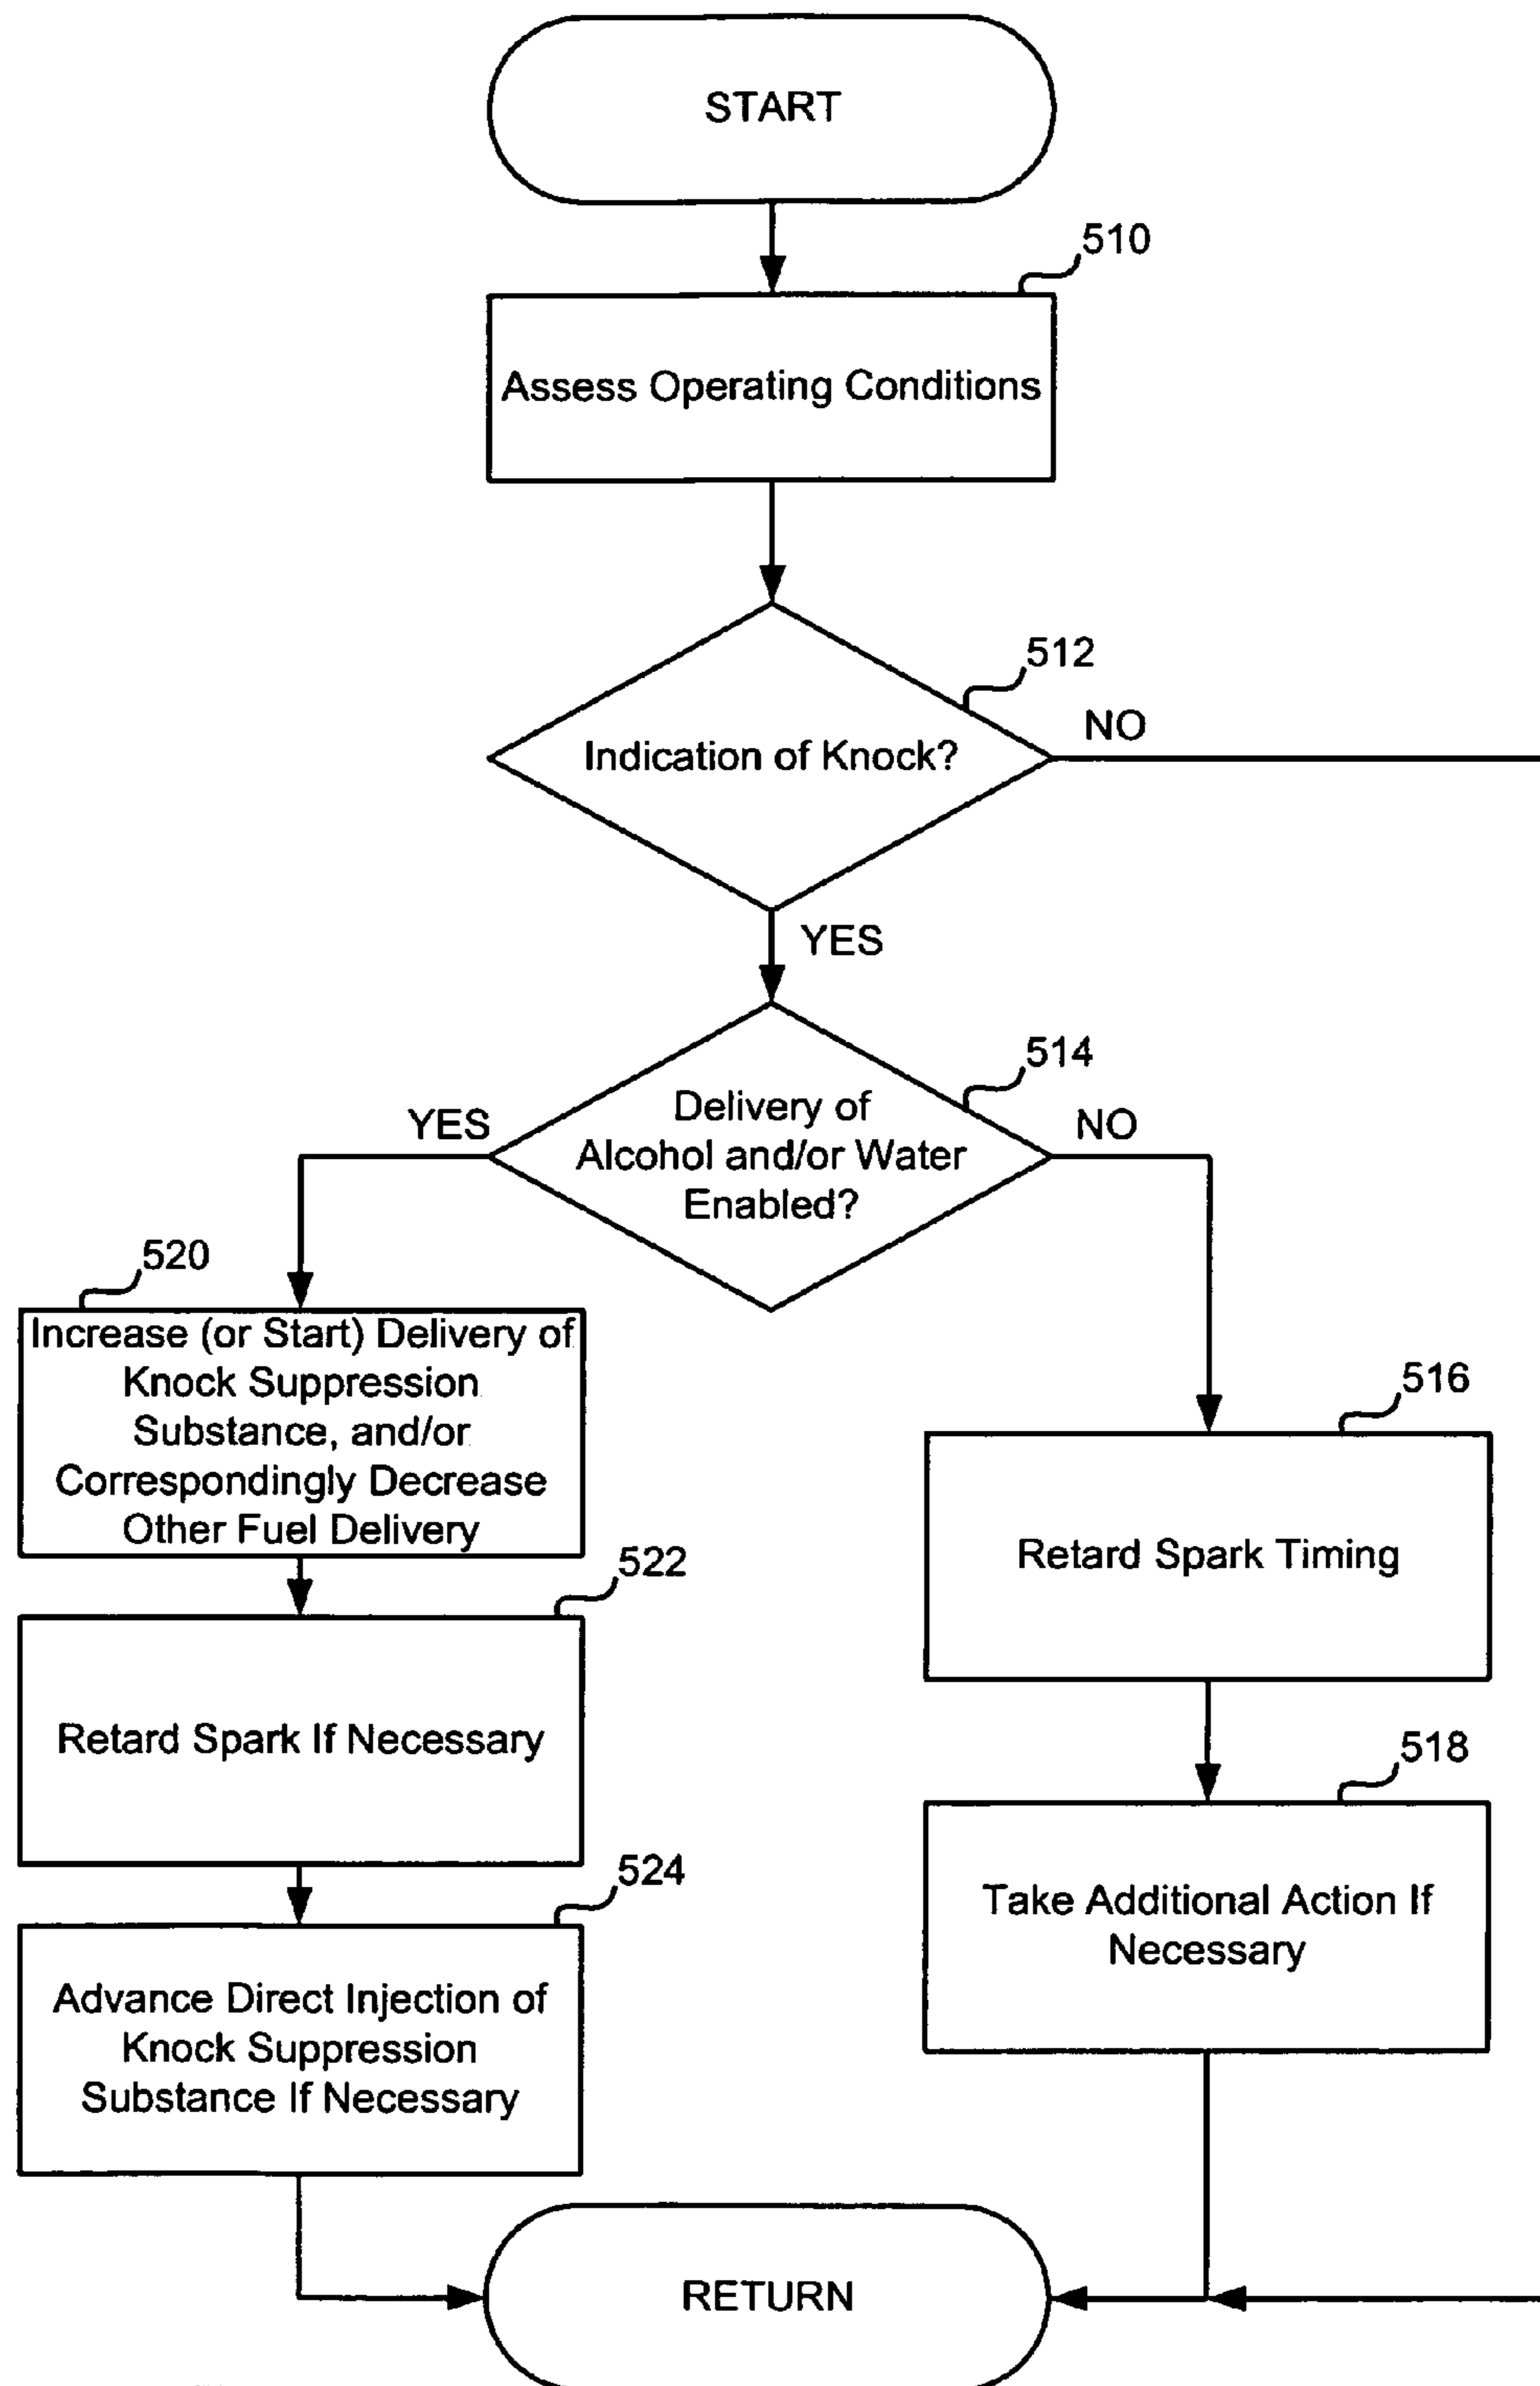 START
510
Assess Operating Conditions
512
Indication of Knock?
NO
YES
514
Delivery of
Alcohol and/or Water
Enabled?
YES
NO
520
Increase (or Start) Delivery of
Knock Suppression
Substance, and/or
Correspondingly Decrease
Other Fuel Delivery
516
Retard Spark Timing
522
Retard Spark If Necessary
518
Take Additional Action If
Necessary
524
Advance Direct Injection of
Knock Suppression
Substance If Necessary
RETURN